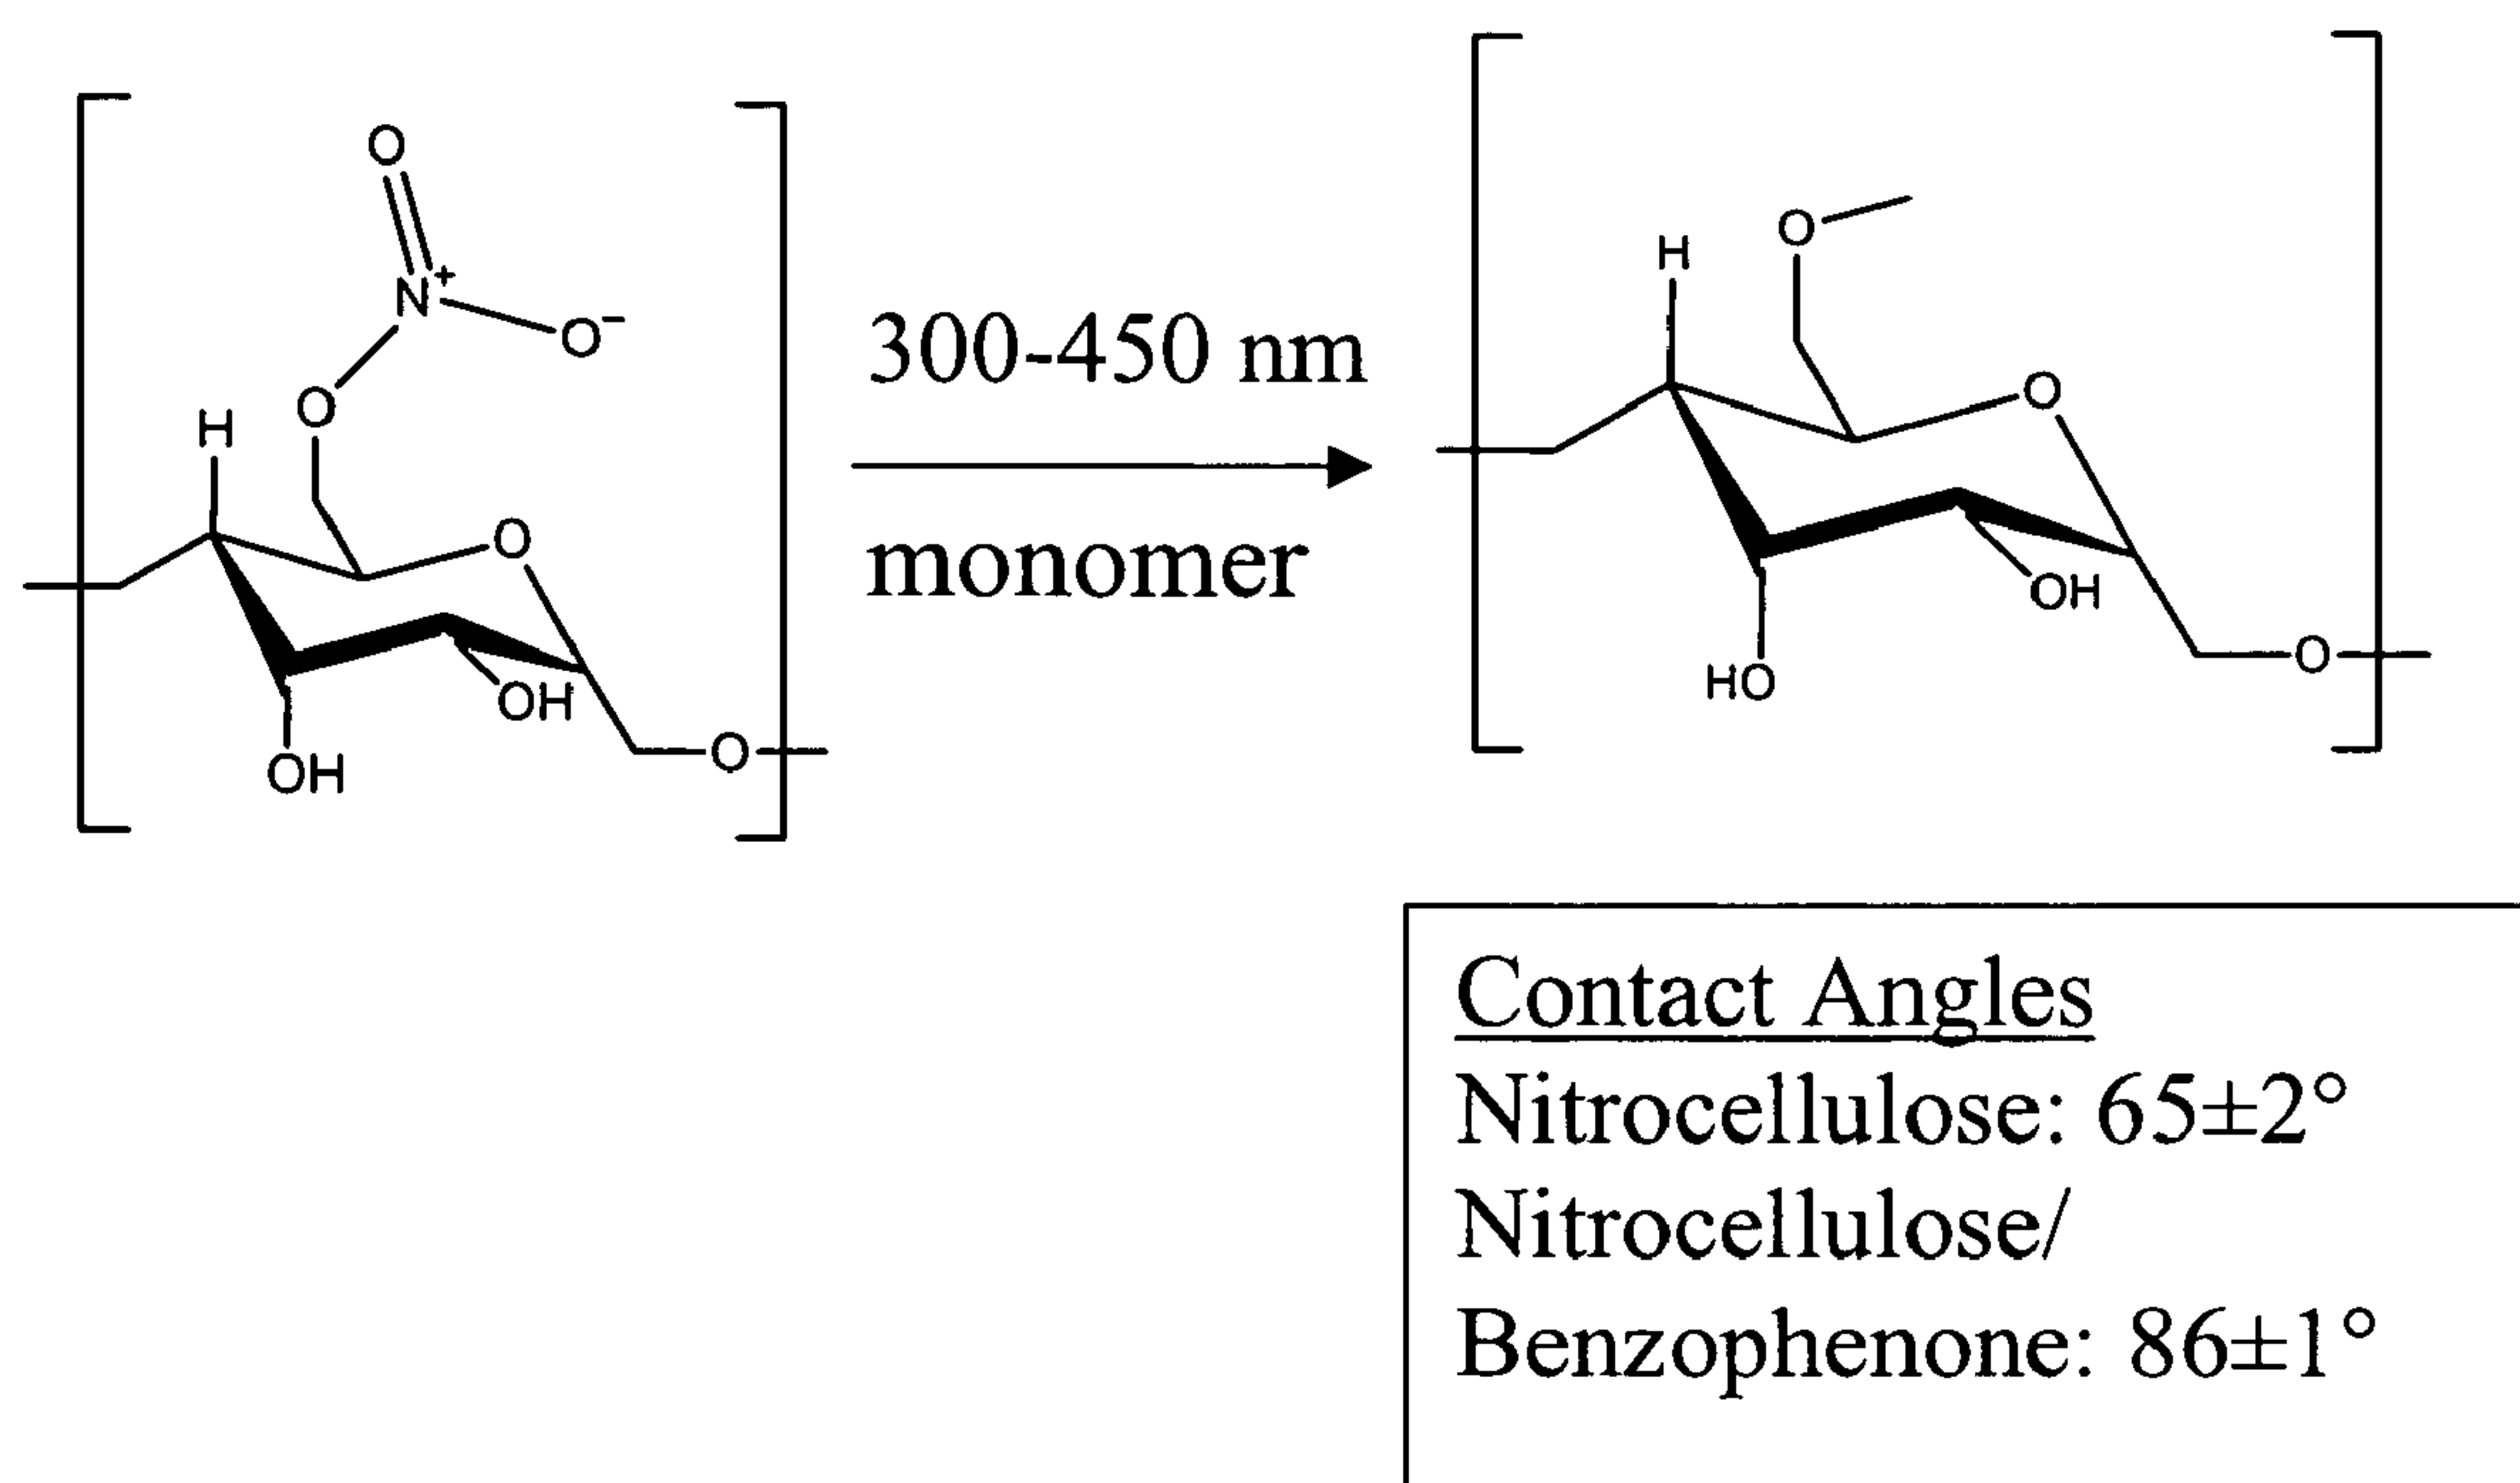 O
N+
O−
O
H
O
OH
OH
O
300-450 nm
monomer
O
H
O
OH
HO
O
Contact Angles
Nitrocellulose: 65±2°
Nitrocellulose/
Benzophenone: 86±1°